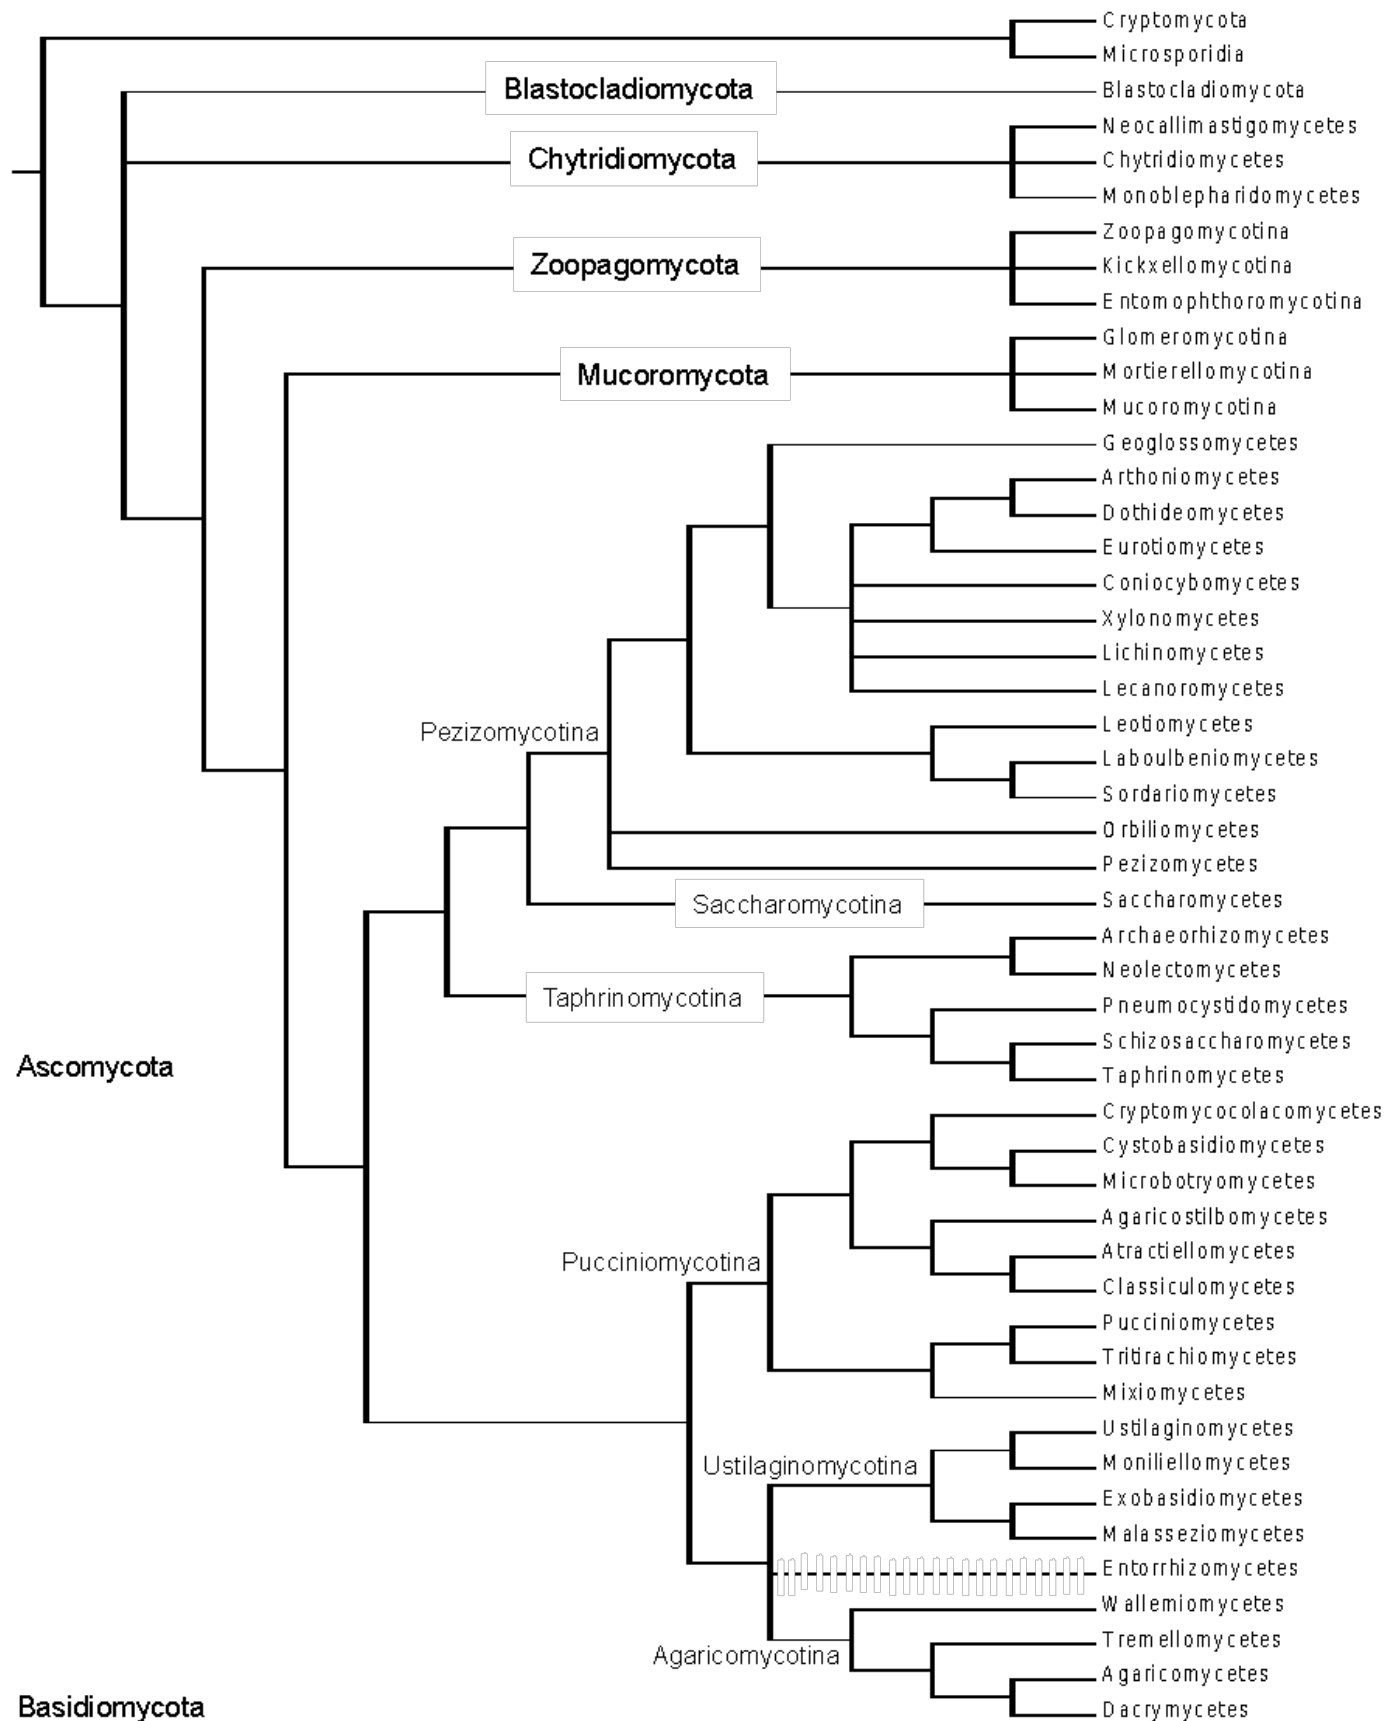 Cryptomycota
Microsporidia
Blastocladiomycota
Blastocladiomycota
Neocallimastigomycetes
Chytridiomycota
Chytridiomycetes
Monoblepharidomycetes
Zoopagomycotina
Zoopagomycota
Kickxellomycotina
Entomophthoromycotina
Glomeromycotina
Mucoromycota
Mortierellomycotina
Mucoromycotina
Geoglossomycetes
Arthoniomycetes
Dothideomycetes
Eurotiomycetes
Coniocybomycetes
Xylonomycetes
Lichinomycetes
Lecanoromycetes
Leotiomycetes
Pezizomycotina
Laboulbeniomycetes
Sordariomycetes
Orbiliomycetes
Pezizomycetes
Saccharomycotina
Saccharomycetes
Archaeorhizomycetes
Neolectomycetes
Taphrinomycotina
Pneumocystidomycetes
Schizosaccharomycetes
Ascomycota
Taphrinomycetes
Cryptomycocolacomycetes
Cystobasidiomycetes
Microbotryomycetes
Agaricostilbomycetes
Atractiellomycetes
Pucciniomycotina
Classiculomycetes
Pucciniomycetes
Tritirachiomycetes
Mixiomycetes
Ustilaginomycetes
Ustilaginomycotina
Moniliellomycetes
Exobasidiomycetes
Malasseziomycetes
Entorrhizomycetes
Wallemiomycetes
Tremellomycetes
Agaricomycotina
Agaricomycetes
Basidiomycota
Dacrymycetes